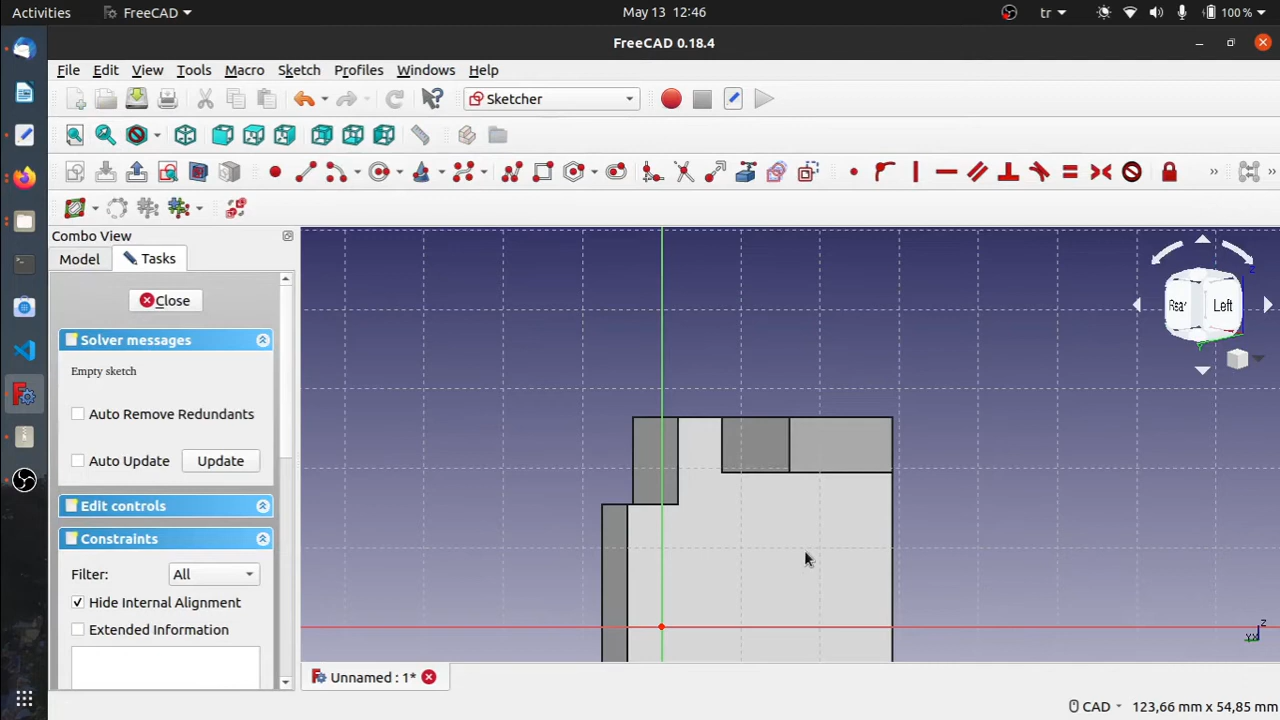 Activities FreeCAD May 13 12:46 tr 100 %
FreeCAD 0.18.4
File Edit View Tools Macro Sketch Profiles Windows Help
Sketcher
Combo View
Model Tasks
Close
Solver messages
Empty sketch
Auto Remove Redundants
Auto Update Update
Edit controls
Constraints
Filter: All
Hide Internal Alignment
Extended Information
Rear Left
Z
z
Unnamed : 1*
CAD 123,66 mm x 54,85 mm